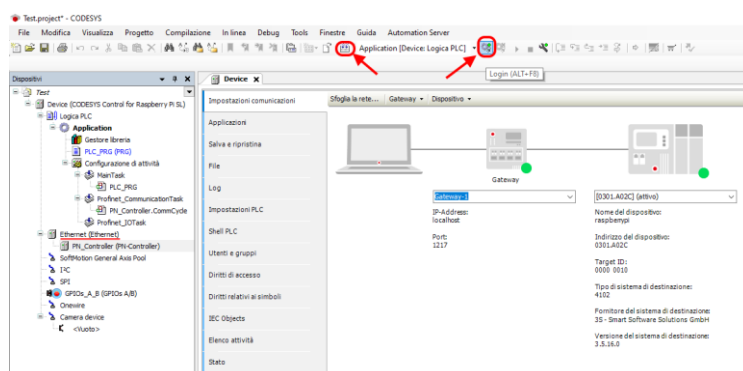 Test.project* - CODESYS
File Modifica Visualizza Progetto Compilazione In linea Debug Tools Finestre Guida Automation Server
Application [Device: Logica PLC]
Login (ALT+F8)
Dispositivi
Test
Device (CODESYS Control for Raspberry Pi SL)
Logica PLC
Application
Gestore libreria
PLC_PRG (PRG)
Configurazione di attività
MainTask
PLC_PRG
Profinet_CommunicationTask
PN_Controller.CommCycle
Profinet_IOTask
Ethernet (Ethernet)
PN_Controller (PN-Controller)
SoftMotion General Axis Pool
I²C
SPI
GPIOs_A_B (GPIOs A/B)
Onewire
Camera device
<Vuoto>
Device
Impostazioni comunicazioni
Applicazioni
Salva e ripristina
File
Log
Impostazioni PLC
Shell PLC
Utenti e gruppi
Diritti di accesso
Diritti relativi ai simboli
IEC Objects
Elenco attività
Stato
Sfoglia la rete... Gateway Dispositivo
Gateway
Gateway-1
IP-Address:
localhost
Port:
1217
[0301.A02C] (attivo)
Nome del dispositivo:
raspberrypi
Indirizzo del dispositivo:
0301.A02C
Target ID:
0000 0010
Tipo di sistema di destinazione:
4102
Fornitore del sistema di destinazione:
3S - Smart Software Solutions GmbH
Versione del sistema di destinazione:
3.5.16.0